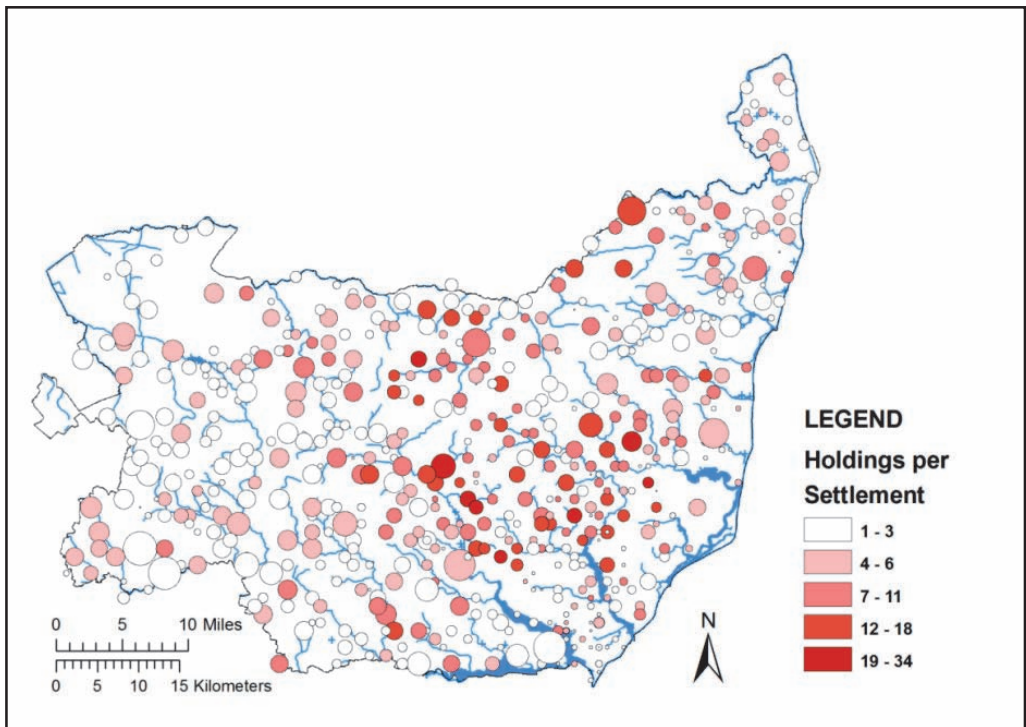 LEGEND
Holdings per
Settlement
1 - 3
4 - 6
7 - 11
12 - 18
19 - 34
N
0 5 10 Miles
0 5 10 15 Kilometers